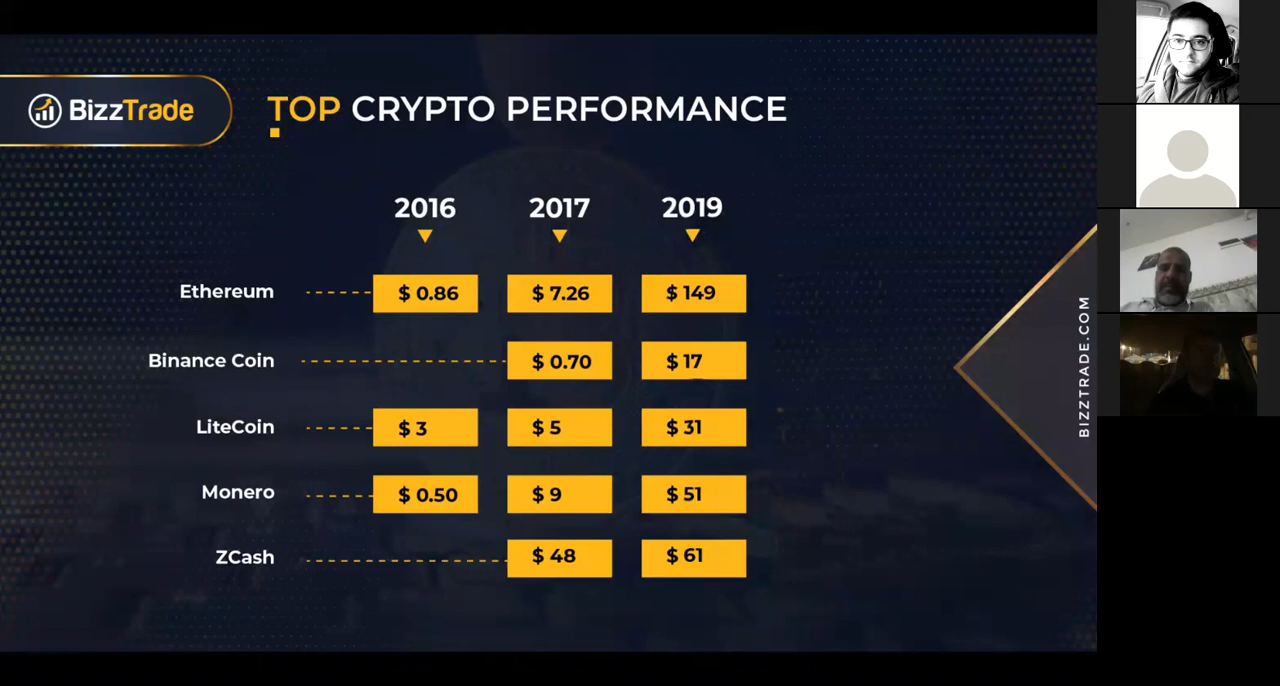 BizzTrade
TOP CRYPTO PERFORMANCE
2016 2017 2019
Ethereum $ 0.86 $ 7.26 $ 149
Binance Coin $ 0.70 $ 17
LiteCoin $ 3 $ 5 $ 31
Monero $ 0.50 $ 9 $ 51
ZCash $ 48 $ 61
BIZZTRADE.COM